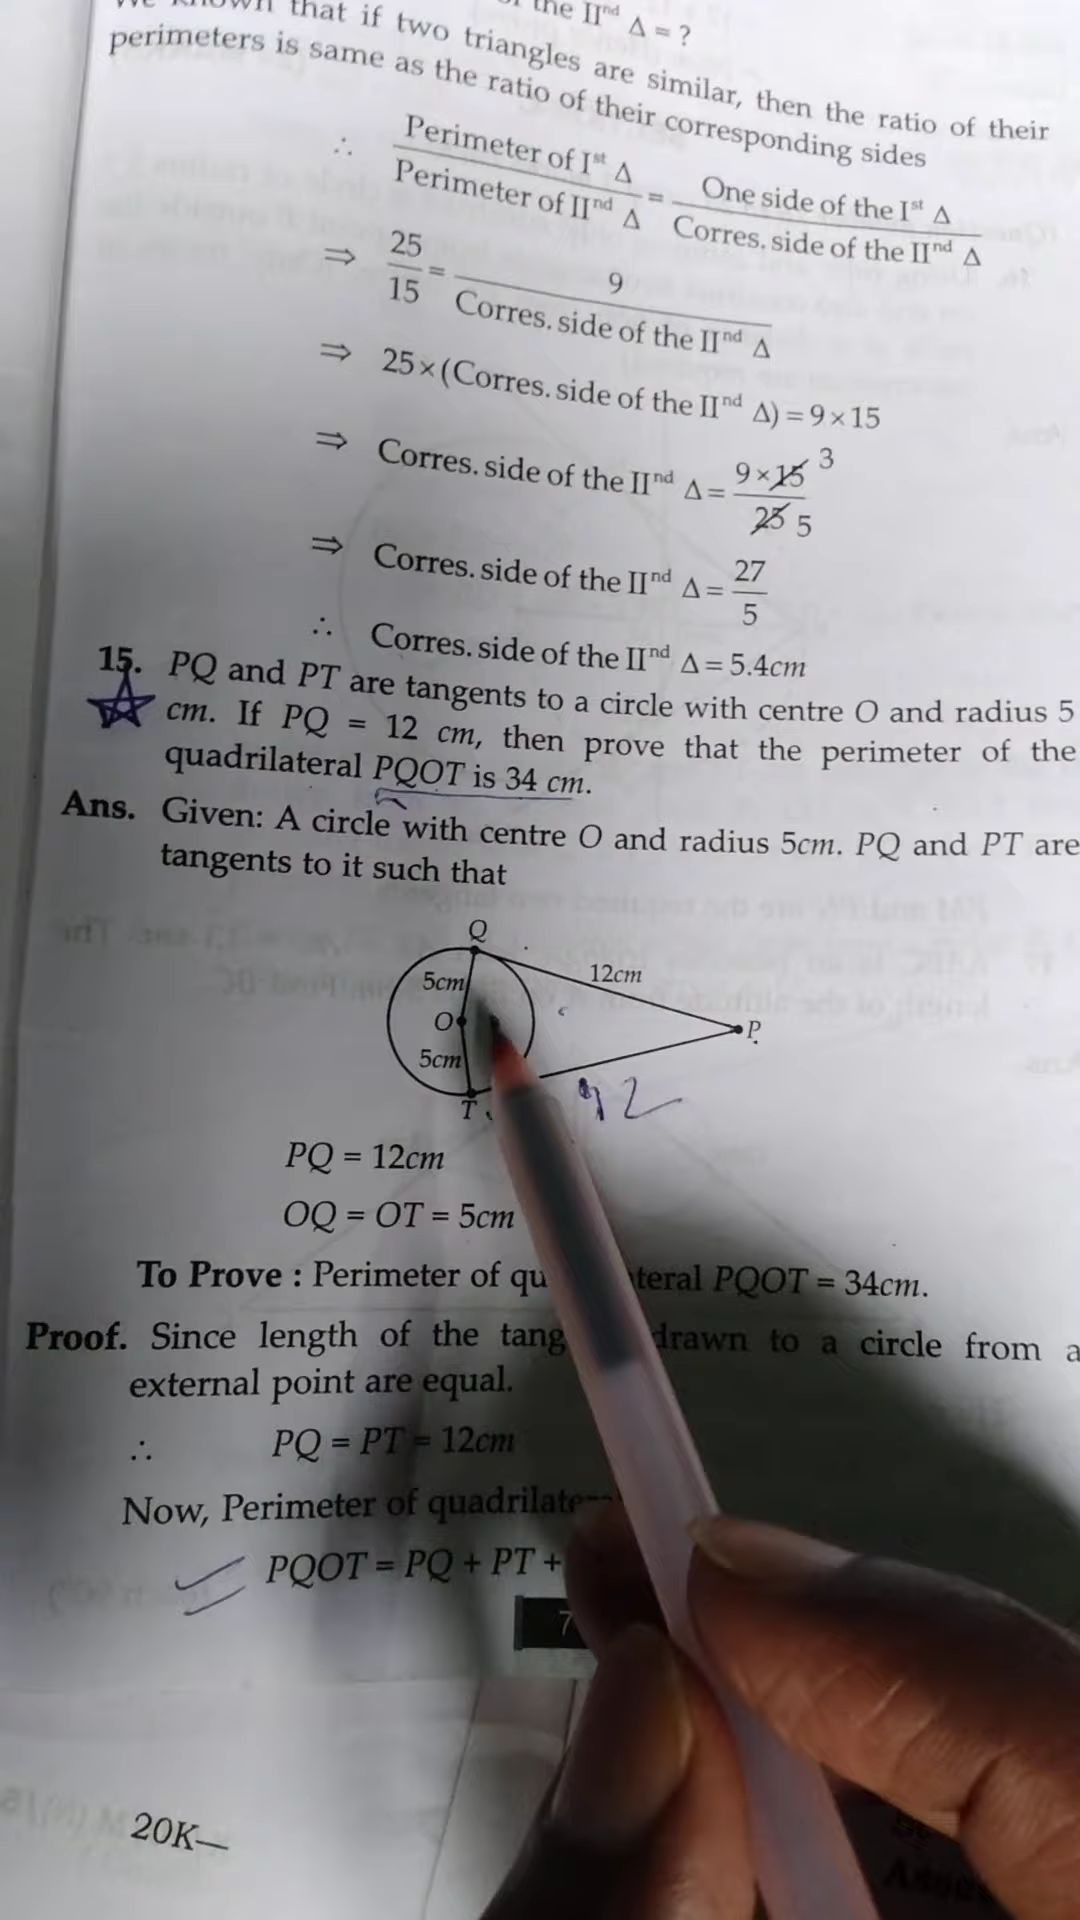 the IInd Δ = ?
that if two triangles are similar, then the ratio of their
perimeters is same as the ratio of their corresponding sides
∴ Perimeter of Ist Δ / Perimeter of IInd Δ = One side of the Ist Δ / Corres. side of the IInd Δ
⇒ 25/15 = 9 / Corres. side of the IInd Δ
⇒ 25×(Corres. side of the IInd Δ) = 9×15
⇒ Corres. side of the IInd Δ = 9×15 3 / 25 5
⇒ Corres. side of the IInd Δ = 27/5
∴ Corres. side of the IInd Δ = 5.4cm
15. PQ and PT are tangents to a circle with centre O and radius 5
cm. If PQ = 12 cm, then prove that the perimeter of the
quadrilateral PQOT is 34 cm.
Ans. Given: A circle with centre O and radius 5cm. PQ and PT are
tangents to it such that
Q
5cm
12cm
O
P
5cm
12
T
PQ = 12cm
OQ = OT = 5cm
To Prove : Perimeter of PQOT = 34cm.
Proof. Since length of the drawn to a circle from
external point are equal.
∴ PQ = PT = 12cm
Now, Perimeter of
PQOT = PQ + PT +
7
20K—